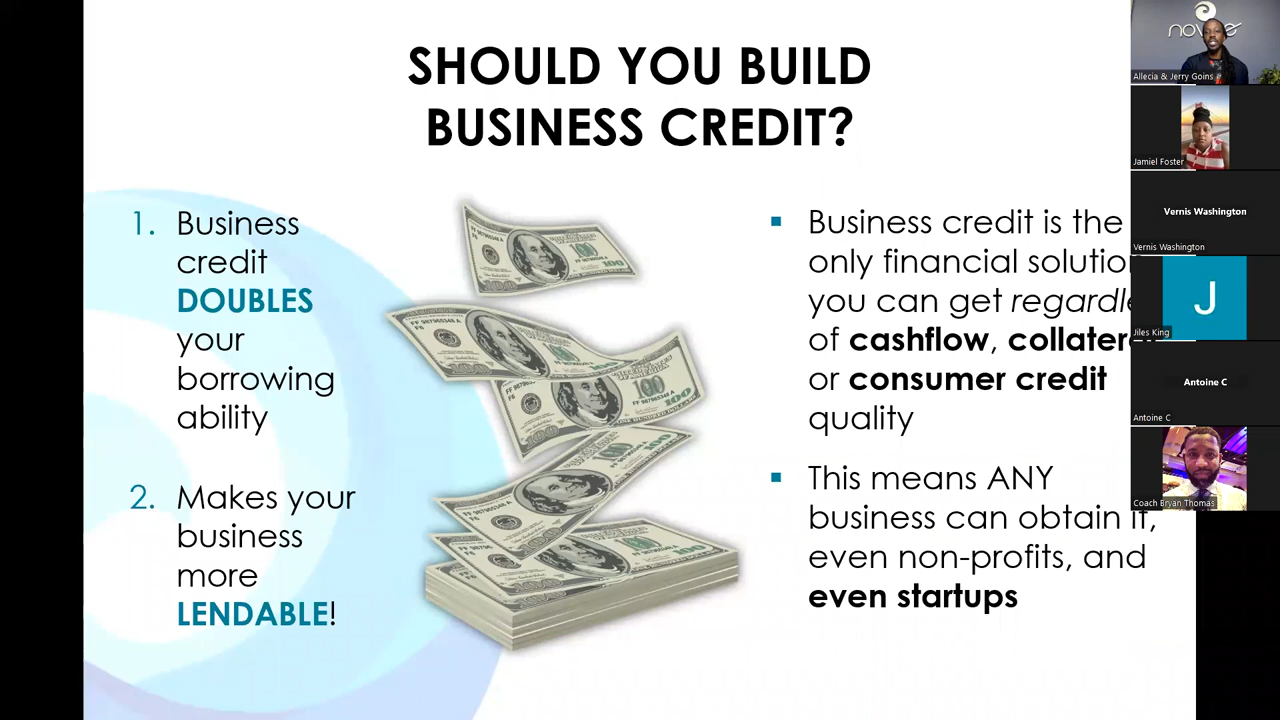 SHOULD YOU BUILD
BUSINESS CREDIT?
1. Business
credit
DOUBLES
your
borrowing
ability
2. Makes your
business
more
LENDABLE!
▪ Business credit is the
only financial solution
you can get regardle
of cashflow, collatera
or consumer credit
quality
▪ This means ANY
business can obtain it,
even non-profits, and
even startups
Allecia & Jerry Goins
Jamiel Foster
Vernis Washington
Vernis Washington
J
Jiles King
Antoine C
Antoine C
Coach Bryan Thomas